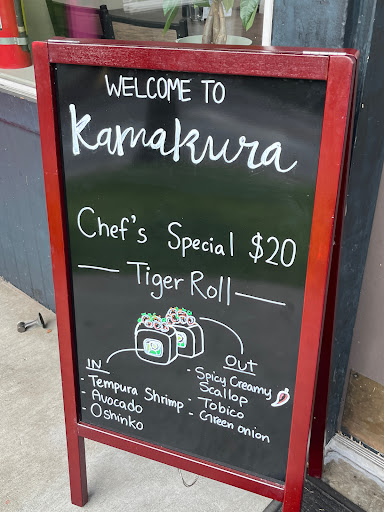 WELCOME TO
Kamakura
Chef's Special $20
Tiger Roll
IN
- Tempura Shrimp
- Avocado
- Oshinko
OUT
- Spicy Creamy
Scallop
- Tobico
- Green onion